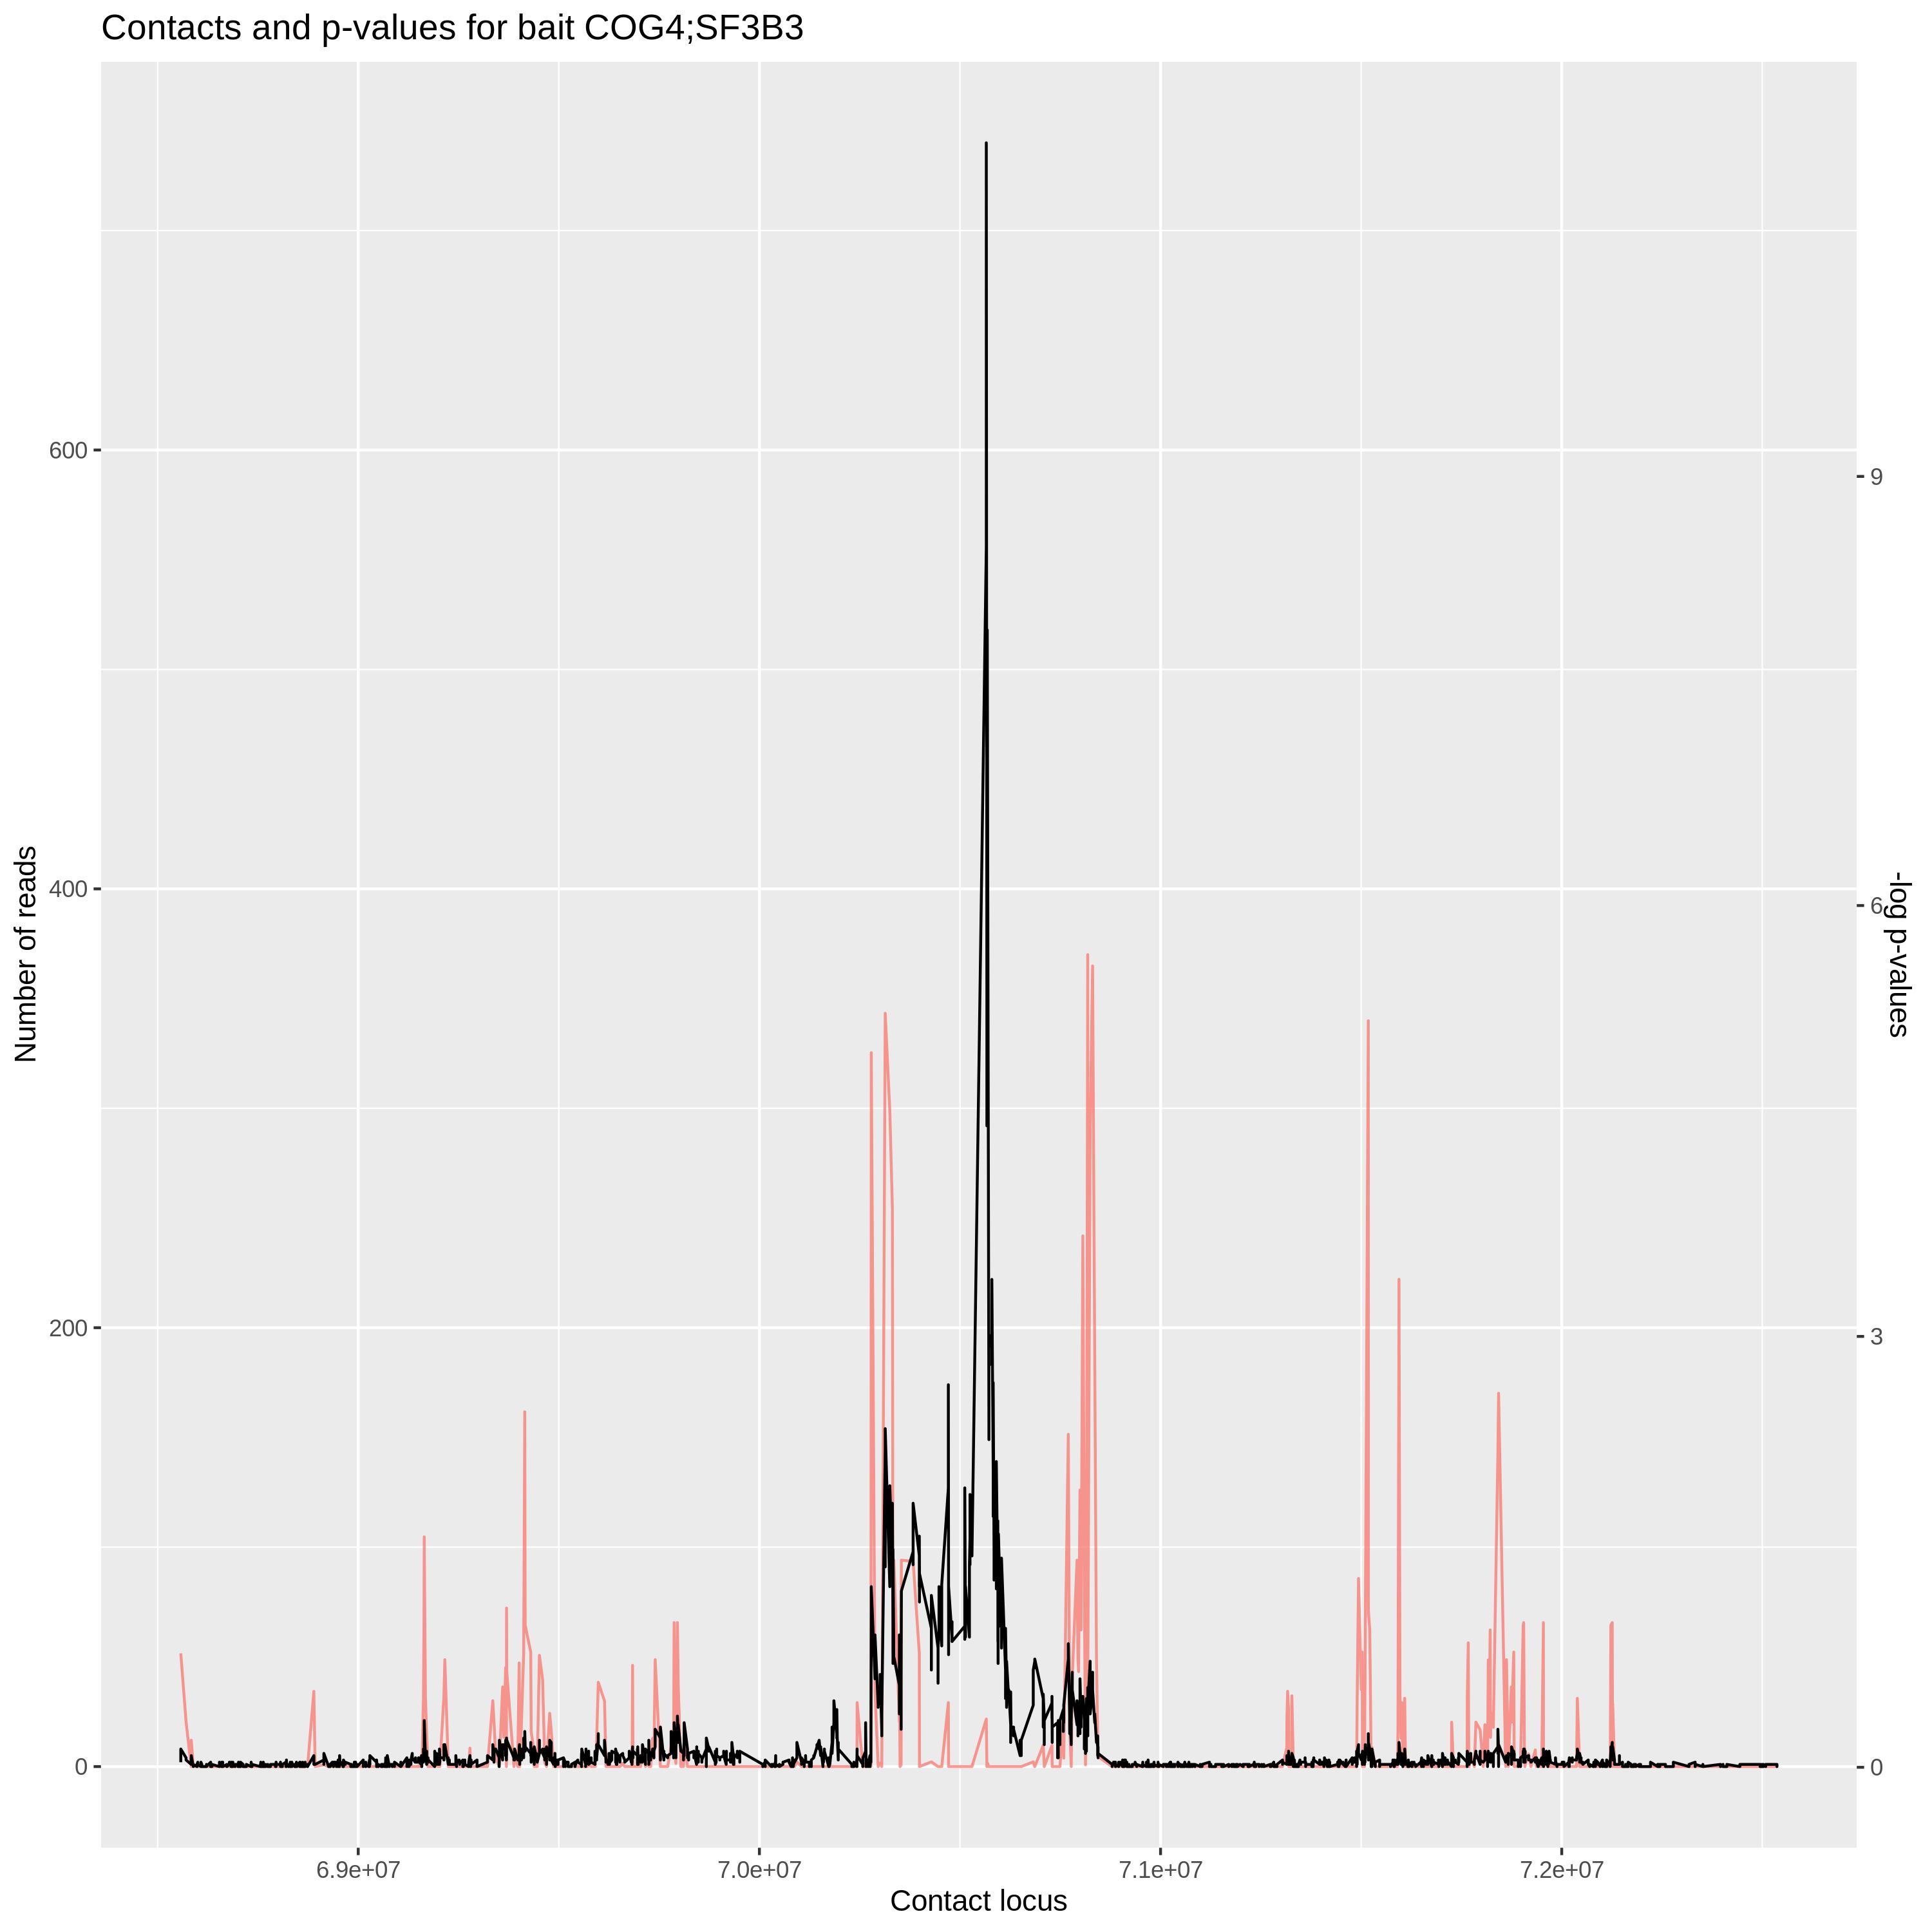 Contacts and p-values for bait COG4;SF3B3
Number of reads
600
400
200
0
9
6
3
0
-log p-values
6.9e+07
7.0e+07
7.1e+07
7.2e+07
Contact locus